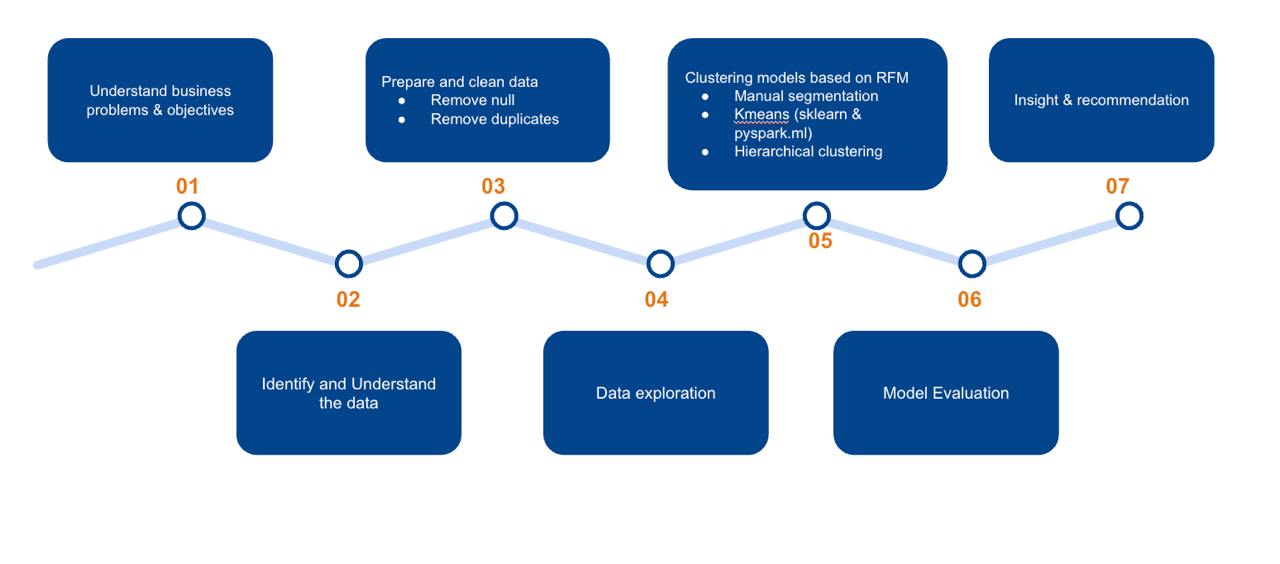 Understand business
problems & objectives
01
Identify and Understand
the data
02
Prepare and clean data
● Remove null
● Remove duplicates
03
Data exploration
04
Clustering models based on RFM
● Manual segmentation
● Kmeans (sklearn &
pyspark.ml)
● Hierarchical clustering
05
Model Evaluation
06
Insight & recommendation
07